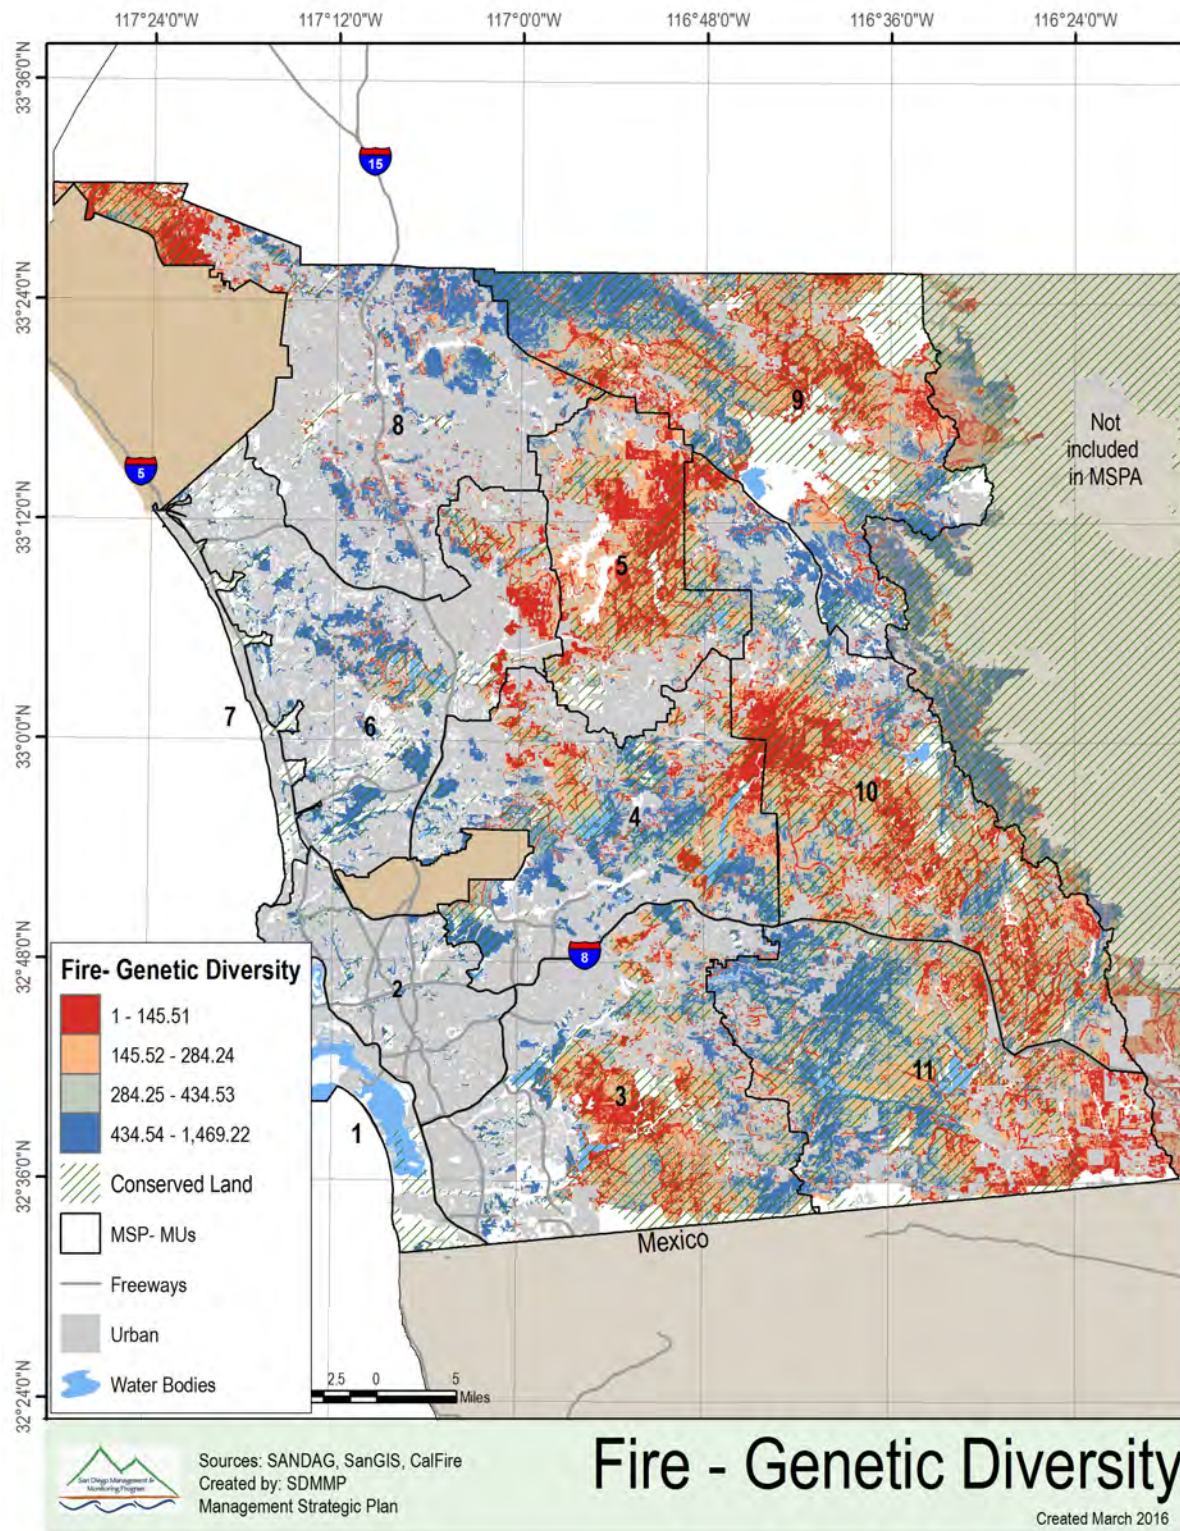 117°24'0"W 117°12'0"W 117°0'0"W 116°48'0"W 116°36'0"W 116°24'0"W
33°36'0"N
15
33°24'0"N
9
8
Not
included
in MSPA
5
33°12'0"N
5
7
6
33°0'0"N
10
4
32°48'0"N
8
2
11
3
1
32°36'0"N
Mexico
32°24'0"N
Fire- Genetic Diversity
1 - 145.51
145.52 - 284.24
284.25 - 434.53
434.54 - 1,469.22
Conserved Land
MSP- MUs
Freeways
Urban
Water Bodies
2.5 0 5
Miles
San Diego Management &
Monitoring Program
Sources: SANDAG, SanGIS, CalFire
Created by: SDMMP
Management Strategic Plan
Fire - Genetic Diversity
Created March 2016